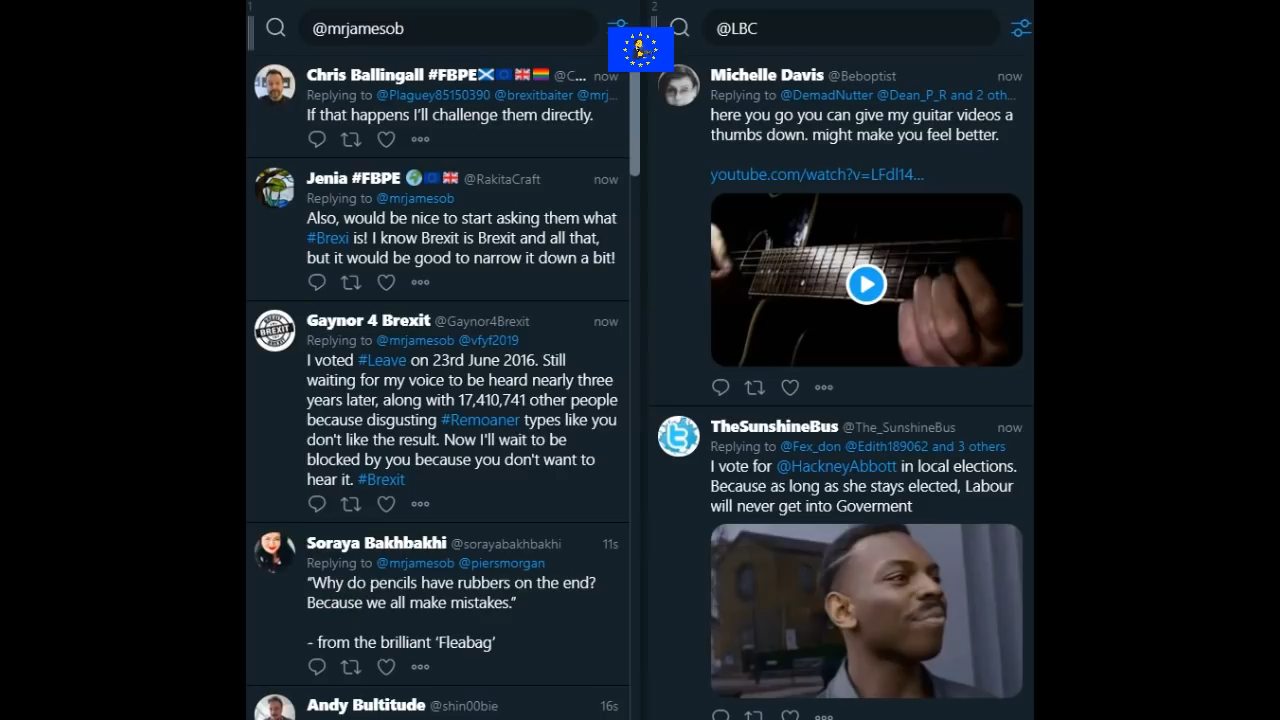 1
@mrjamesob
Chris Ballingall #FBPE @C... now
Replying to @Plaguey85150390 @brexitbaiter @mrj...
If that happens I'll challenge them directly.
Jenia #FBPE @RakitaCraft now
Replying to @mrjamesob
Also, would be nice to start asking them what
#Brexi is! I know Brexit is Brexit and all that,
but it would be good to narrow it down a bit!
Gaynor 4 Brexit @Gaynor4Brexit now
Replying to @mrjamesob @vfyf2019
BREXIT
I voted #Leave on 23rd June 2016. Still
waiting for my voice to be heard nearly three
years later, along with 17,410,741 other people
because disgusting #Remoaner types like you
don't like the result. Now I'll wait to be
blocked by you because you don't want to
hear it. #Brexit
Soraya Bakhbakhi @sorayabakhbakhi 11s
Replying to @mrjamesob @piersmorgan
“Why do pencils have rubbers on the end?
Because we all make mistakes.”
- from the brilliant ‘Fleabag’
Andy Bultitude @shin00bie 16s
2
@LBC
Michelle Davis @Beboptist now
Replying to @DemadNutter @Dean_P_R and 2 oth...
here you go you can give my guitar videos a
thumbs down. might make you feel better.
youtube.com/watch?v=LFdl14...
TheSunshineBus @The_SunshineBus now
Replying to @Fex_don @Edith189062 and 3 others
I vote for @HackneyAbbott in local elections.
Because as long as she stays elected, Labour
will never get into Goverment